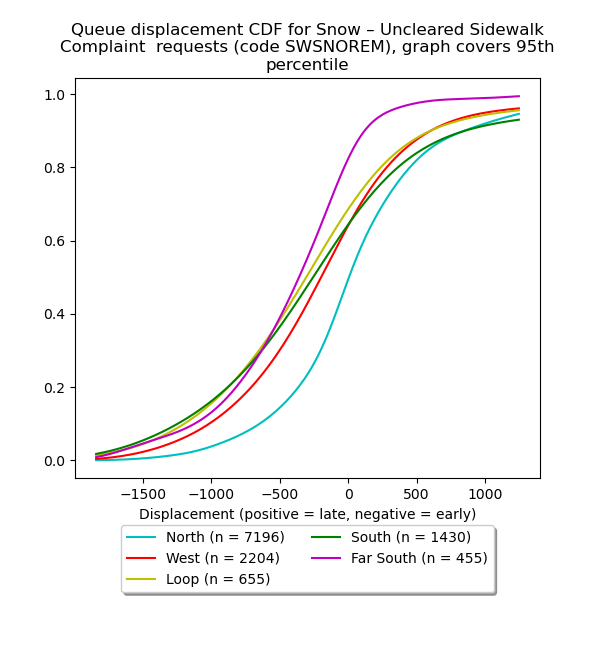 Queue displacement CDF for Snow – Uncleared Sidewalk
Complaint  requests (code SWSNOREM), graph covers 95th
percentile
1.0
0.8
0.6
0.4
0.2
0.0
−1500 −1000 −500 0 500 1000
Displacement (positive = late, negative = early)
North (n = 7196)
West (n = 2204)
Loop (n = 655)
South (n = 1430)
Far South (n = 455)